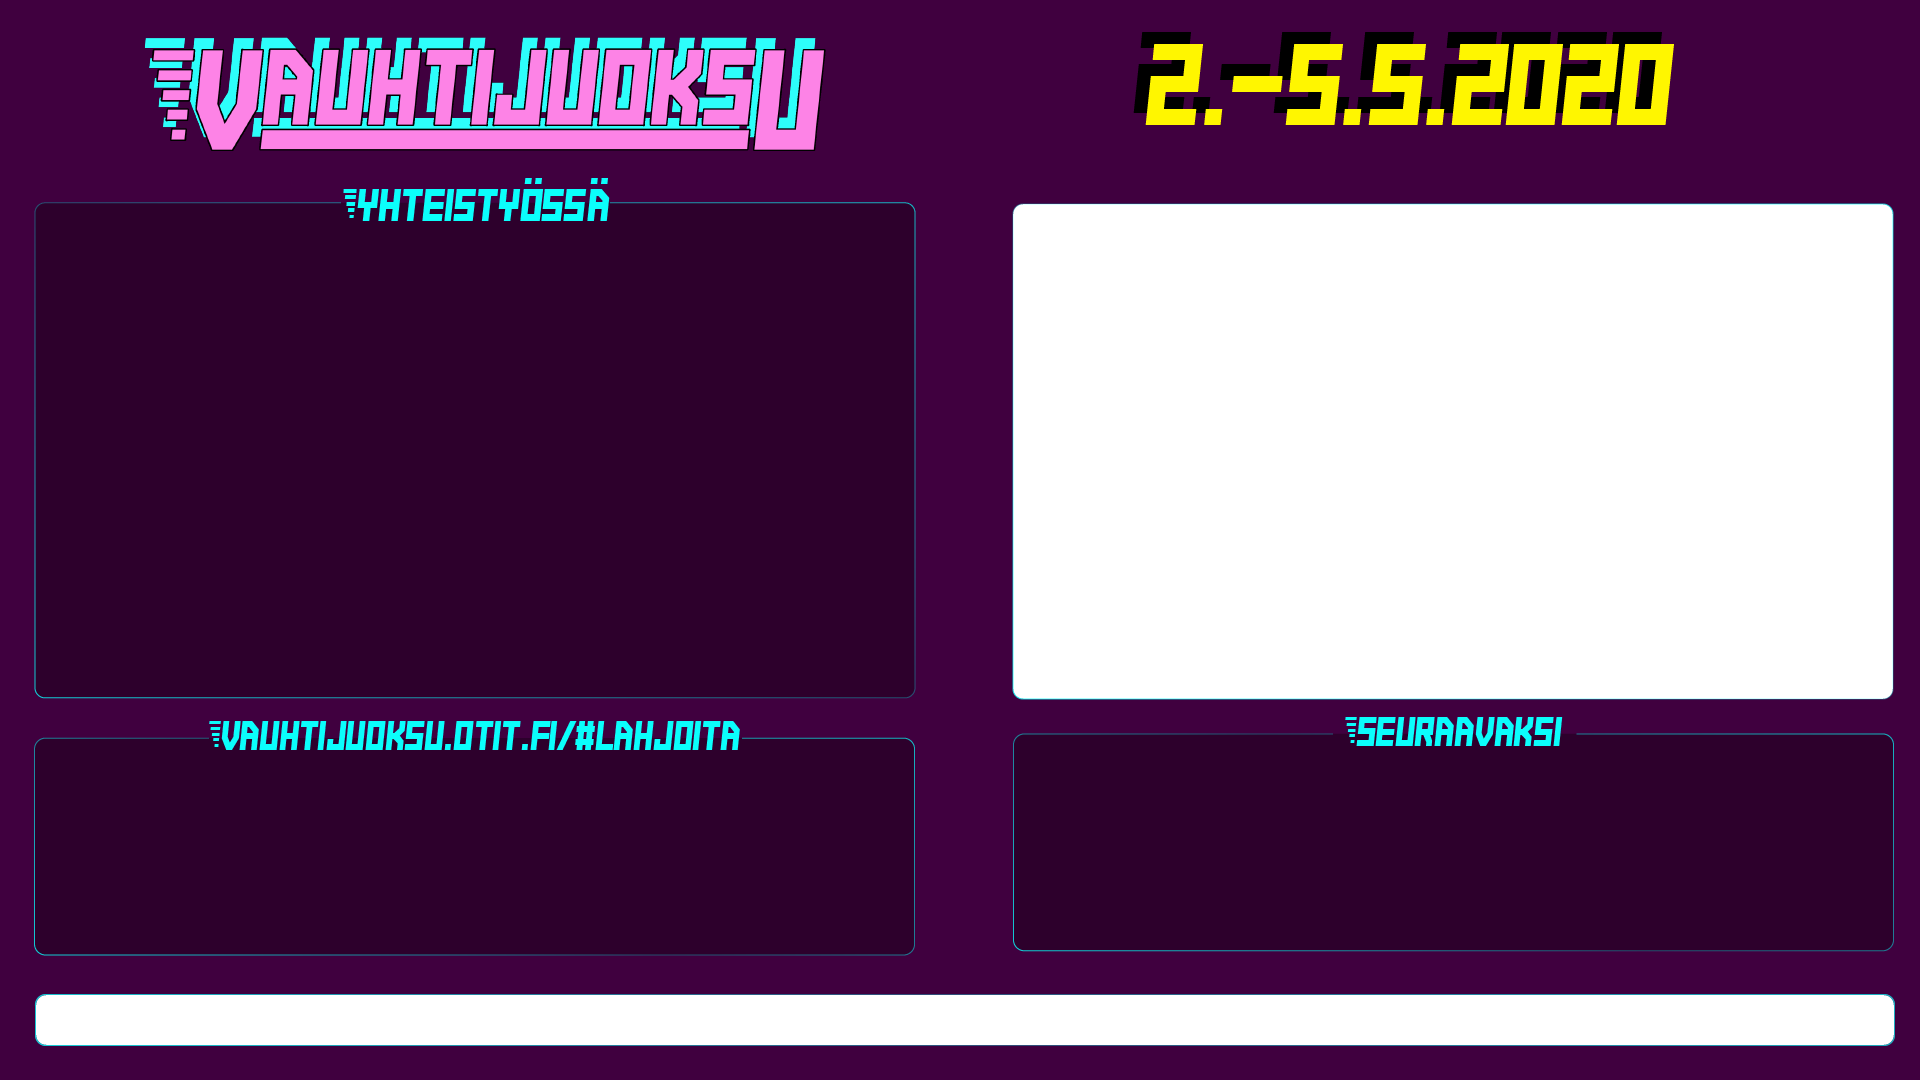 VAUHTIJUOKSU
2.-5.5.2020
YHTEISTYÖSSÄ
VAUHTIJUOKSU.OTIT.FI/#LAHJOITA
SEURAAVAKSI